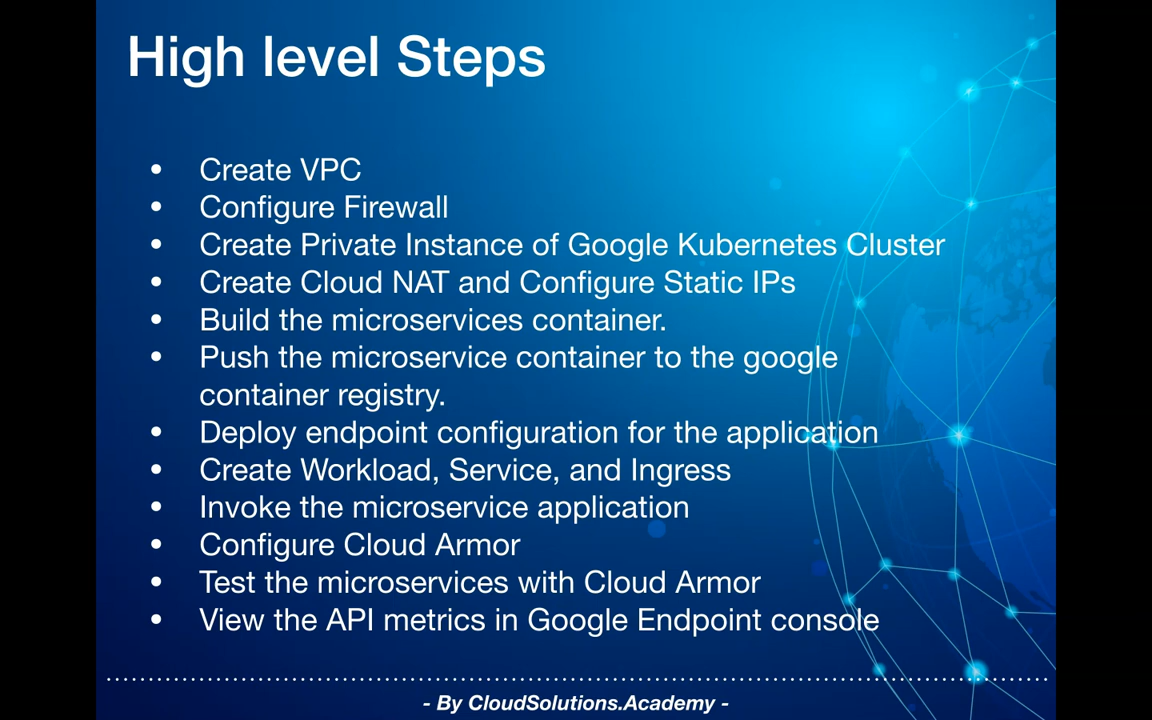 High level Steps
• Create VPC
• Configure Firewall
• Create Private Instance of Google Kubernetes Cluster
• Create Cloud NAT and Configure Static IPs
• Build the microservices container.
• Push the microservice container to the google
container registry.
• Deploy endpoint configuration for the application
• Create Workload, Service, and Ingress
• Invoke the microservice application
• Configure Cloud Armor
• Test the microservices with Cloud Armor
• View the API metrics in Google Endpoint console
- By CloudSolutions.Academy -